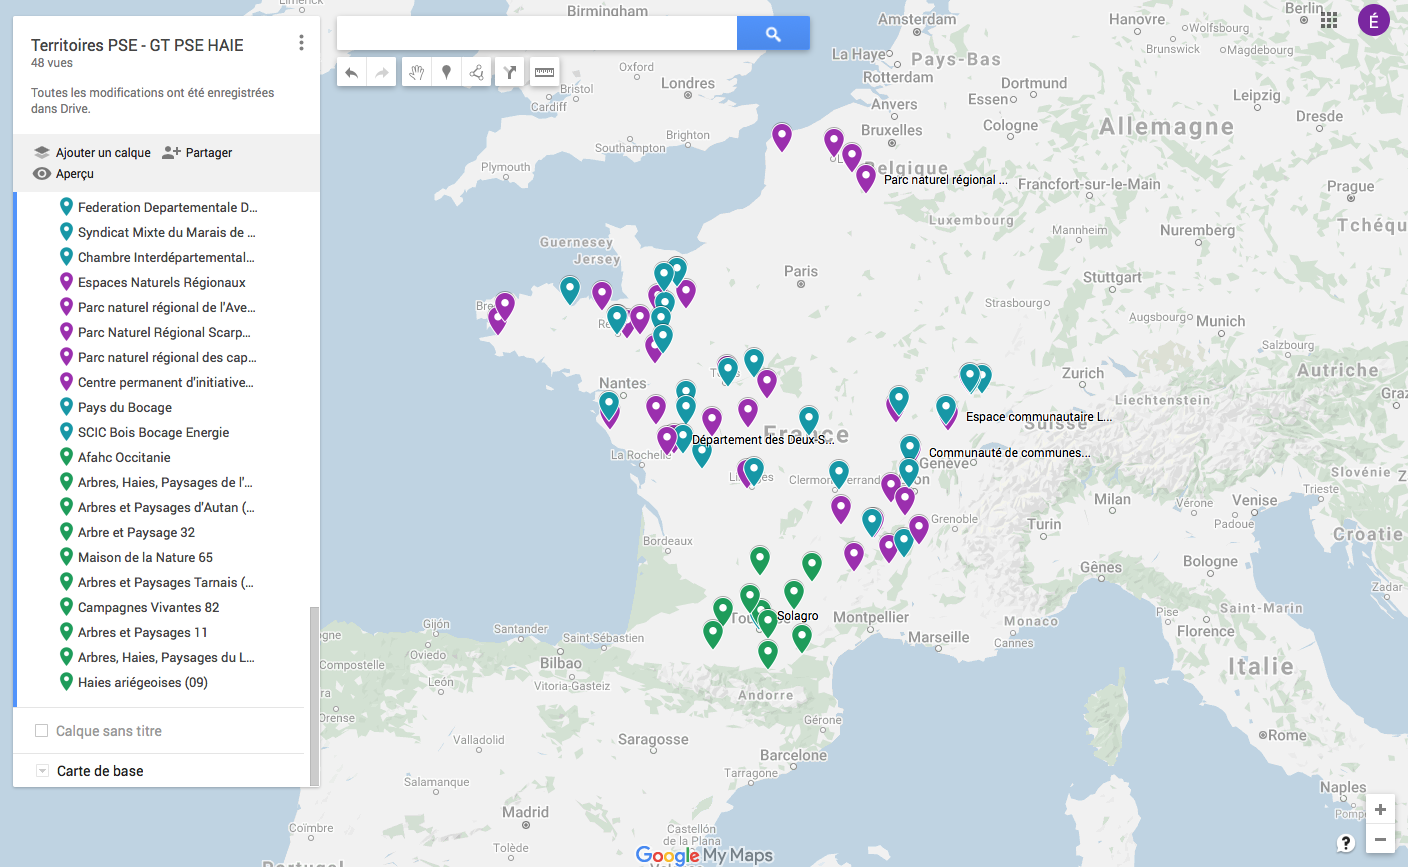 Territoires PSE - GT PSE HAIE
48 vues
Toutes les modifications ont été enregistrées
dans Drive.
Ajouter un calque
Partager
Aperçu
Federation Departementale D...
Syndicat Mixte du Marais de ...
Chambre Interdépartemental...
Espaces Naturels Régionaux
Parc naturel régional de l'Ave...
Parc Naturel Régional Scarp...
Parc naturel régional des cap...
Centre permanent d'initiative...
Pays du Bocage
SCIC Bois Bocage Energie
Afahc Occitanie
Arbres, Haies, Paysages de l'...
Arbres et Paysages d'Autan (...
Arbre et Paysage 32
Maison de la Nature 65
Arbres et Paysages Tarnais (...
Campagnes Vivantes 82
Arbres et Paysages 11
Arbres, Haies, Paysages du L...
Haies ariégeoises (09)
Calque sans titre
Carte de base
É
Limerick
Birmingham
Amsterdam
Hanovre
Berlin
Wolfsburg
Brunswick
Magdebourg
La Haye
Pays-Bas
Oxford
Londres
Rotterdam
Dortmund
Essen
Leipzig
Bristol
Cardiff
Anvers
Bruxelles
Cologne
Allemagne
Dresde
Brighton
Southampton
Plymouth
Belgique
Parc naturel régional ...
Francfort-sur-le-Main
Prague
Luxembourg
Mannheim
Nuremberg
Tchéqu
Guernesey
Jersey
Paris
Stuttgart
Strasbourg
Augsbourg
Munich
Salzbourg
Nantes
Zurich
Autriche
Graz
Liechtenstein
Espace communautaire L...
Suisse
France
Département des Deux-S...
La Rochelle
Communauté de communes...
Genève
Slovénie
Clermont-Ferrand
Trieste
Milan
Vérone
Venise
Padoue
Grenoble
Turin
Croatie
Bordeaux
Bologne
Gênes
Zadar
Solagro
Montpellier
Monaco
Pise
Saint-Marin
Florence
Marseille
Cannes
Gijón
Santander
Saint-Sébastien
Oviedo
Compostelle
Bilbao
León
Vitoria-Gasteiz
Italie
Andorre
Orense
Gérone
Valladolid
Saragosse
Rome
Barcelone
Tarragone
Salamanque
Madrid
Naples
Pomp
Castellón
de la Plana
Coïmbre
Tolède
Portugal
Google My Maps
+
−
?